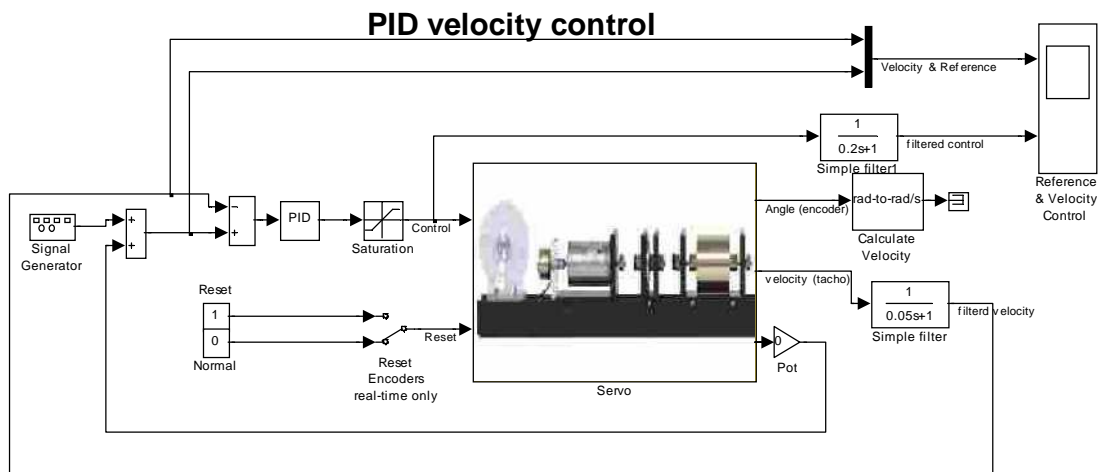 PID velocity control
Velocity & Reference
1
0.2s+1
Simple filter1
filtered control
Reference
& Velocity
Control
Signal
Generator
+
+
−
+
PID
Saturation
Control
Angle (encoder)
rad-to-rad/s
Calculate
Velocity
velocity (tacho)
1
0.05s+1
Simple filter
filterd velocity
Reset
1
0
Normal
Reset
Encoders
real-time only
Reset
Servo
0
Pot